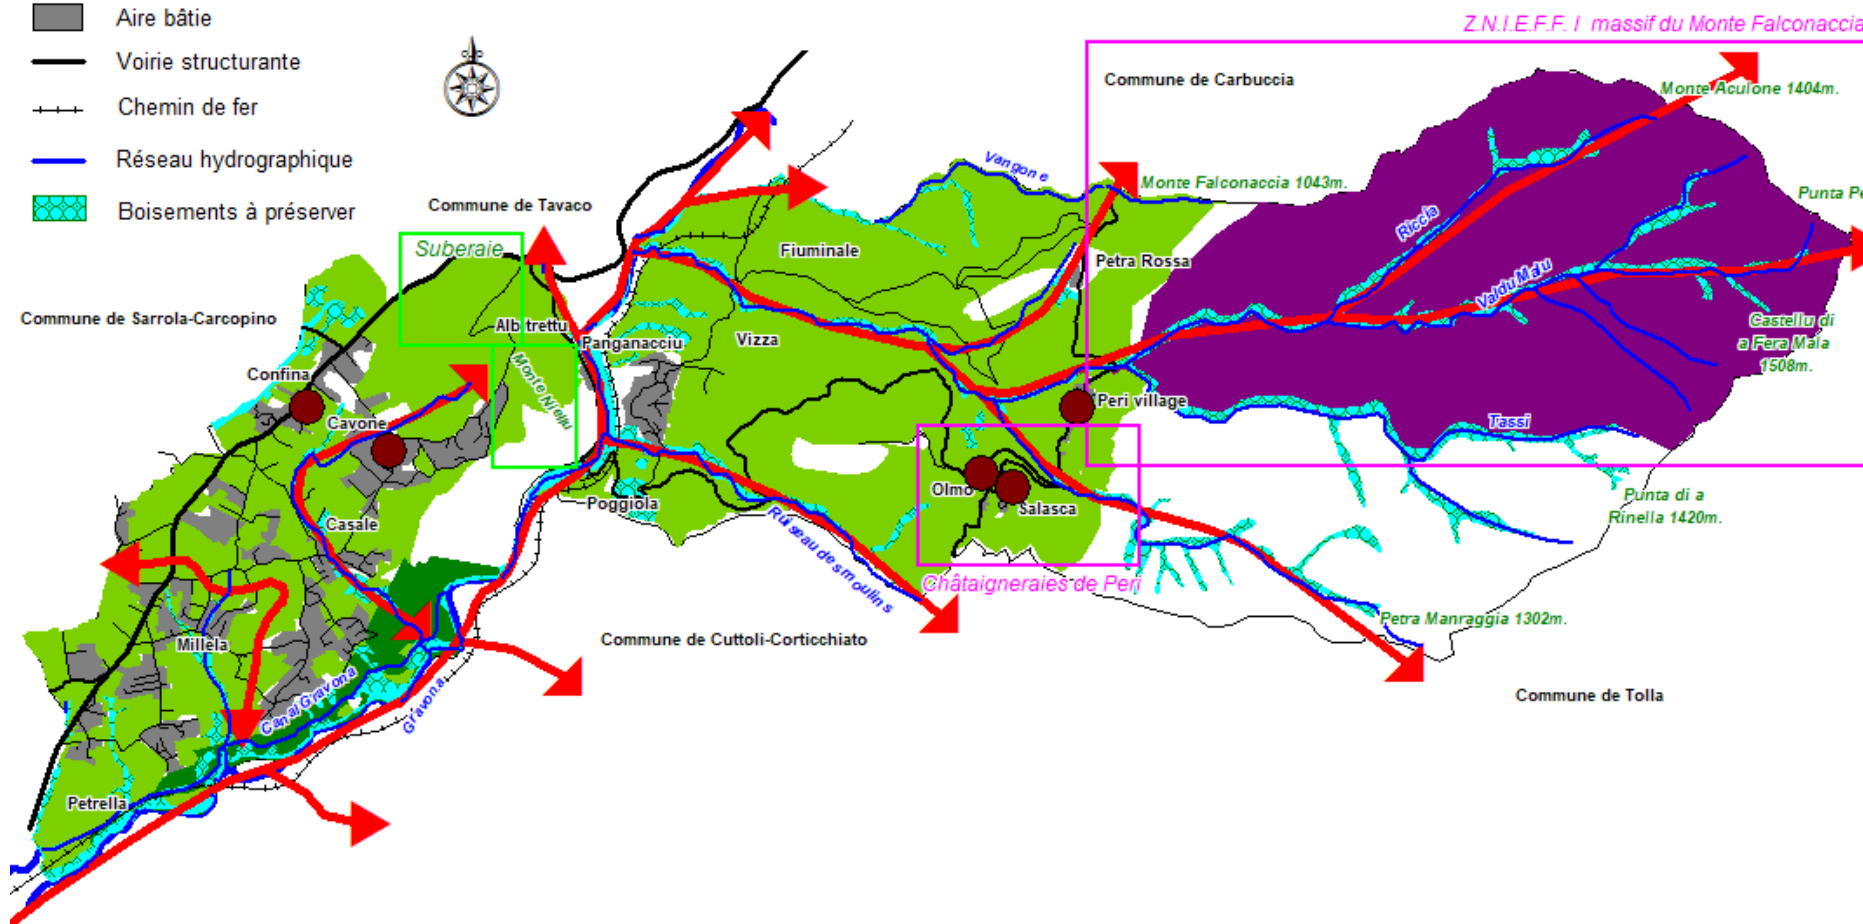 Aire bâtie
Voirie structurante
Chemin de fer
Réseau hydrographique
Boisements à préserver
Z.N.I.E.F.F. I massif du Monte Falconaccia
Commune de Carbuccia
Monte Aculone 1404m.
Vangone
Monte Falconaccia 1043m.
Punta Pe
Commune de Tavaco
Suberaie
Fiuminale
Petra Rossa
Riccia
Valdu Malu
Commune de Sarrola-Carcopino
Albitrettu
Panganacciu
Vizza
Castellu di
a Fera Mala
1508m.
Confina
Monte Nieliu
Cavone
Peri village
Tassi
Olmo
Salasca
Poggiola
Casale
Ruiseau des moulins
Punta di a
Rinella 1420m.
Châtaigneraies de Peri
Millela
Commune de Cuttoli-Corticchiato
Petra Manraggia 1302m.
Canal Gravona
Gravona
Commune de Tolla
Petrella